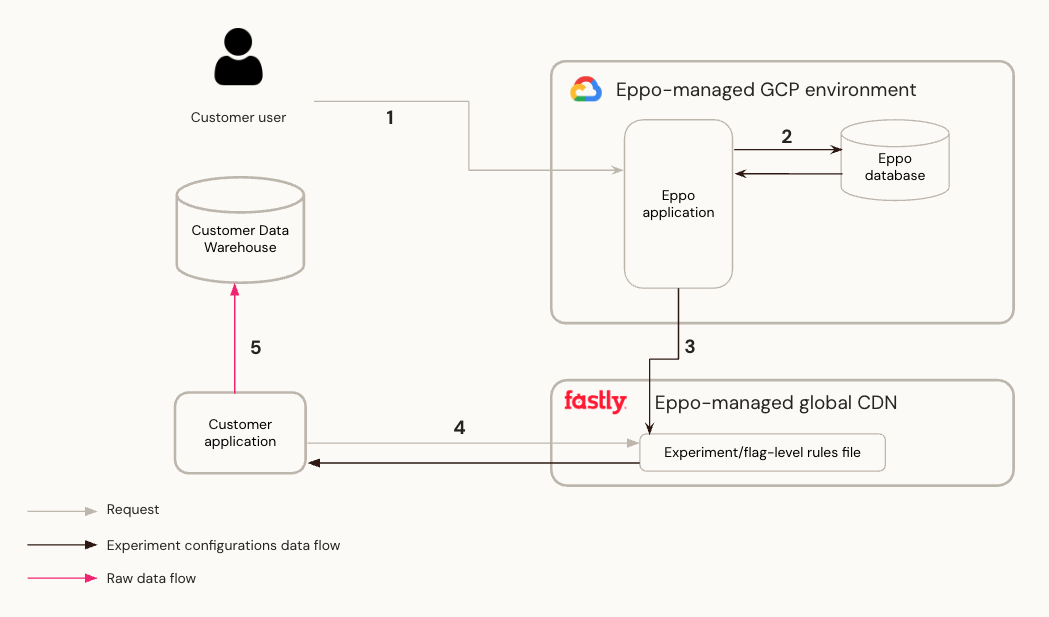 Customer user
1
Eppo-managed GCP environment
2
Eppo
database
Eppo
application
Customer Data
Warehouse
5
3
fastly
Eppo-managed global CDN
Customer
application
4
Experiment/flag-level rules file
Request
Experiment configurations data flow
Raw data flow